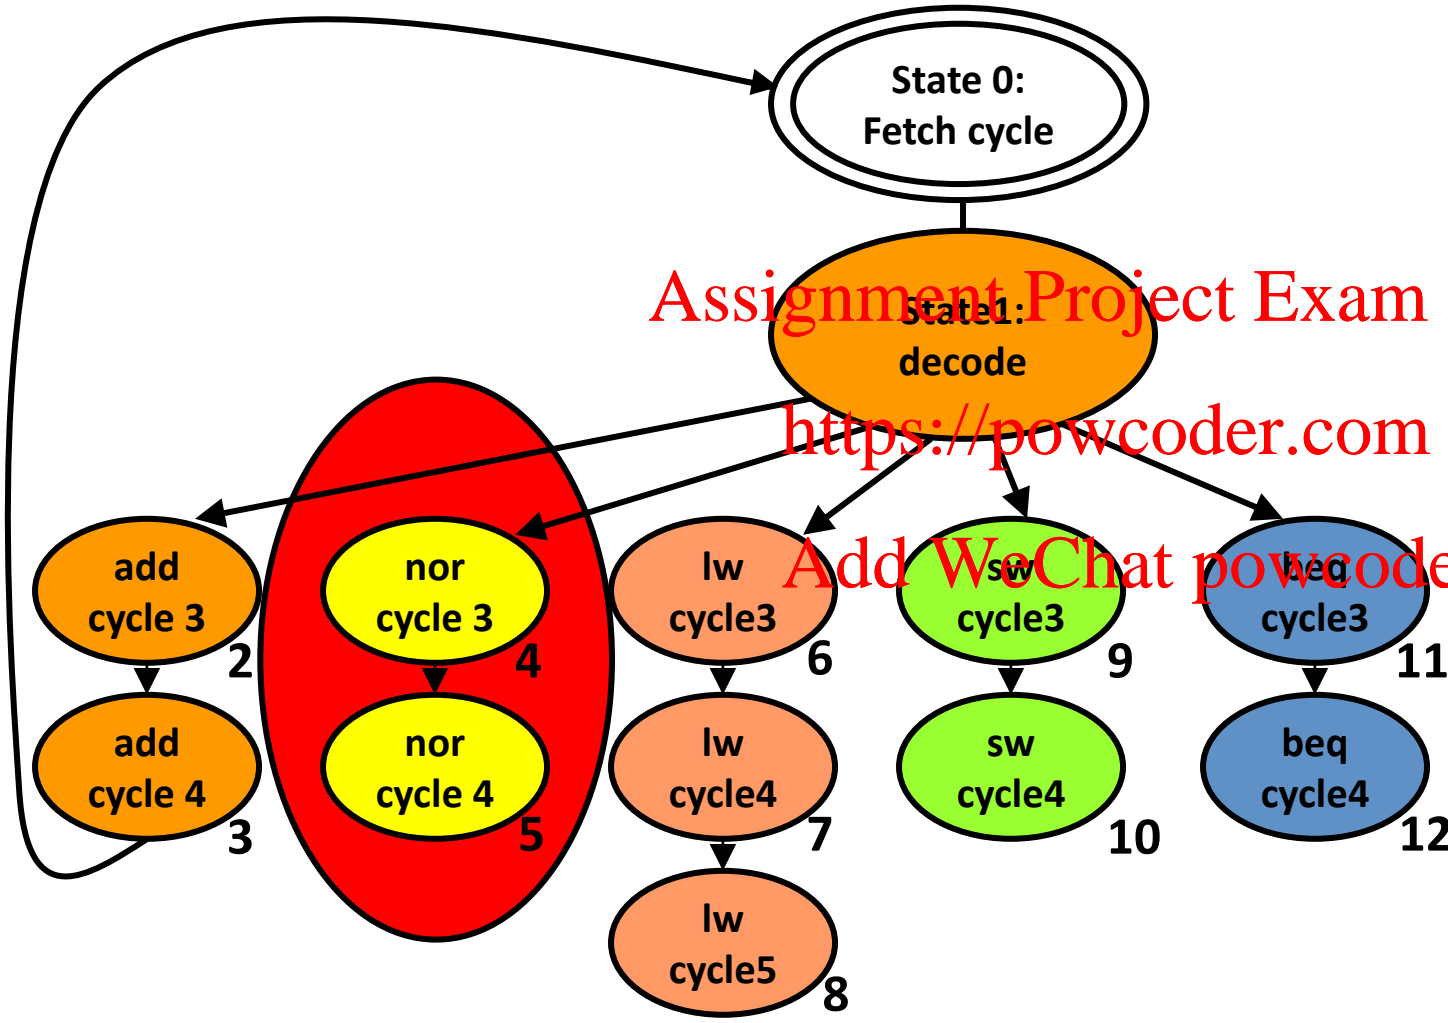 State 0:
Fetch cycle
Assignment Project Exam
State1:
decode
https://powcoder.com
Add WeChat powcode
add
cycle 3
2
nor
cycle 3
4
lw
cycle3
6
sw
cycle3
9
beq
cycle3
11
add
cycle 4
3
nor
cycle 4
5
lw
cycle4
7
sw
cycle4
10
beq
cycle4
12
lw
cycle5
8